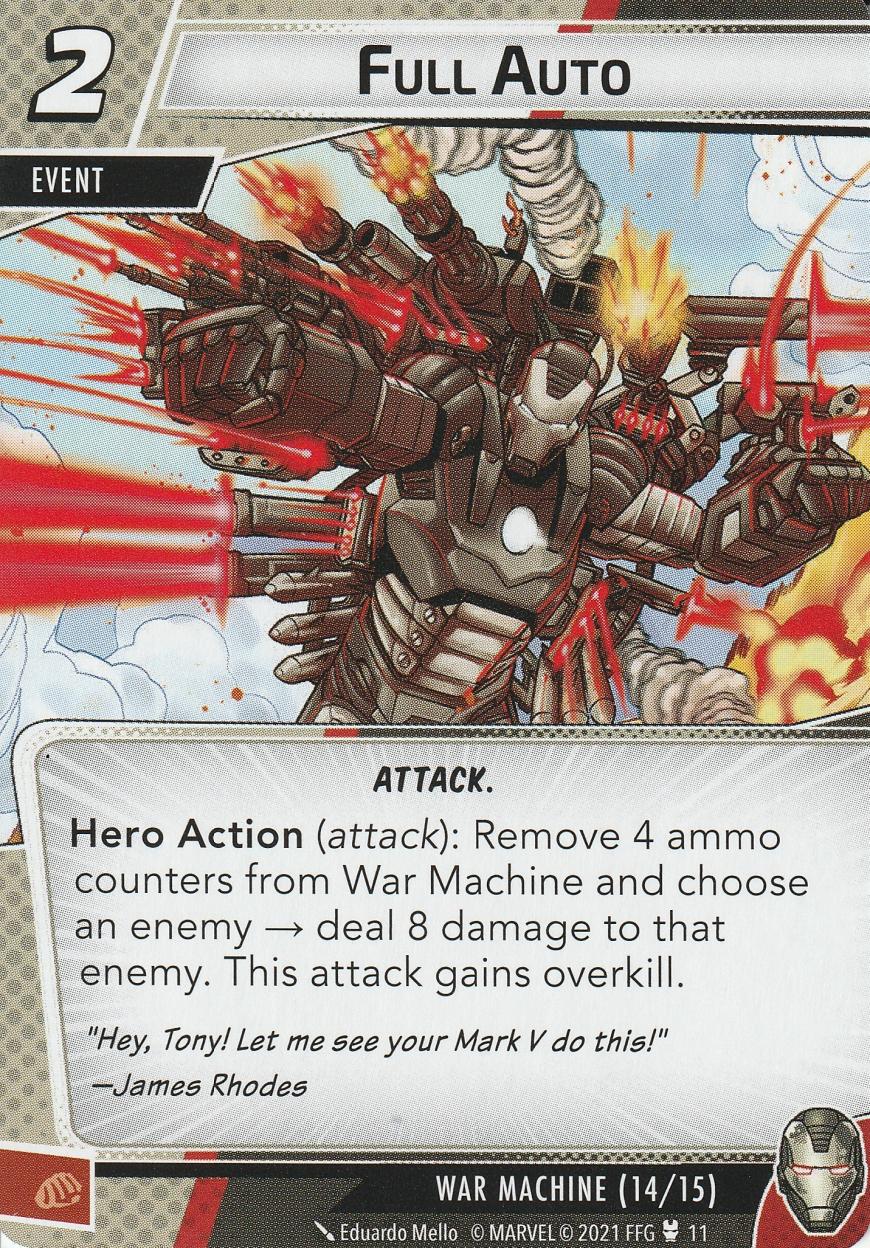 2
FULL AUTO
EVENT
ATTACK.
Hero Action (attack): Remove 4 ammo
counters from War Machine and choose
an enemy → deal 8 damage to that
enemy. This attack gains overkill.
"Hey, Tony! Let me see your Mark V do this!"
—James Rhodes
WAR MACHINE (14/15)
Eduardo Mello © MARVEL © 2021 FFG 11